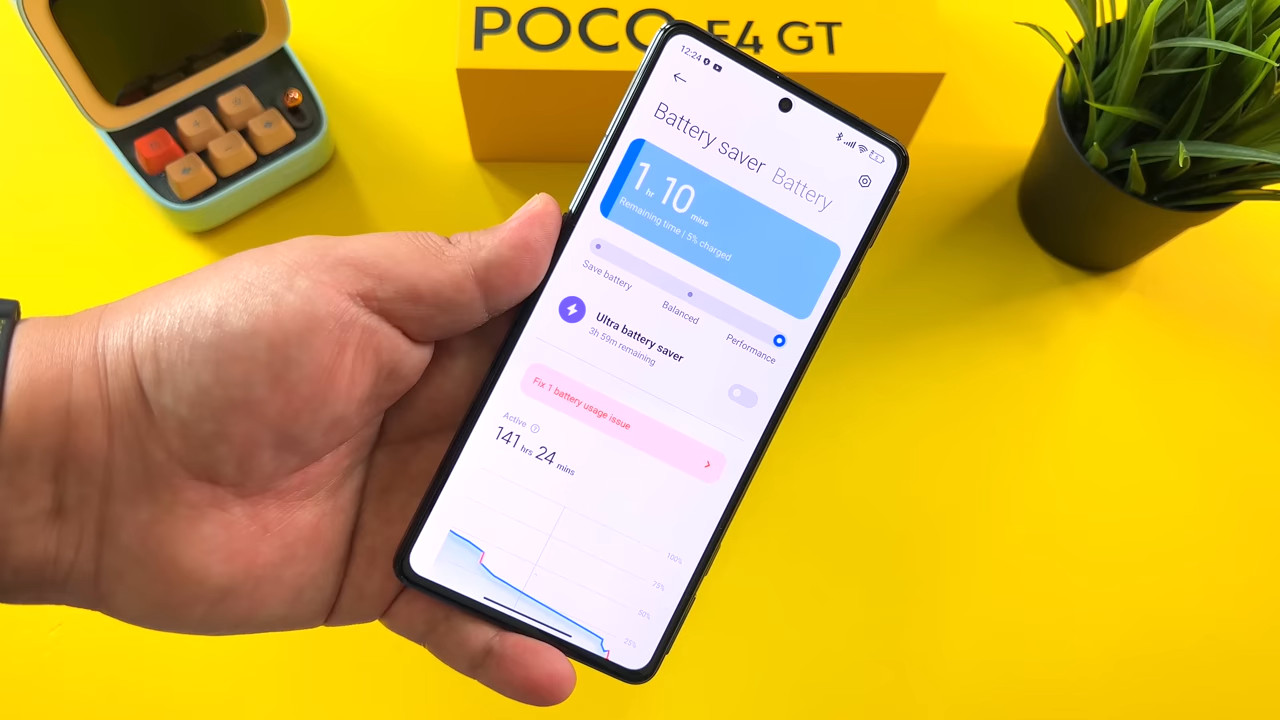 POCO F4 GT
12:24
Battery saver Battery
1 hr 10 mins
Remaining time | 5% charged
Save battery
Balanced
Performance
Ultra battery saver
3h 59m remaining
Fix 1 battery usage issue
Active
141 hrs 24 mins
100%
75%
50%
25%